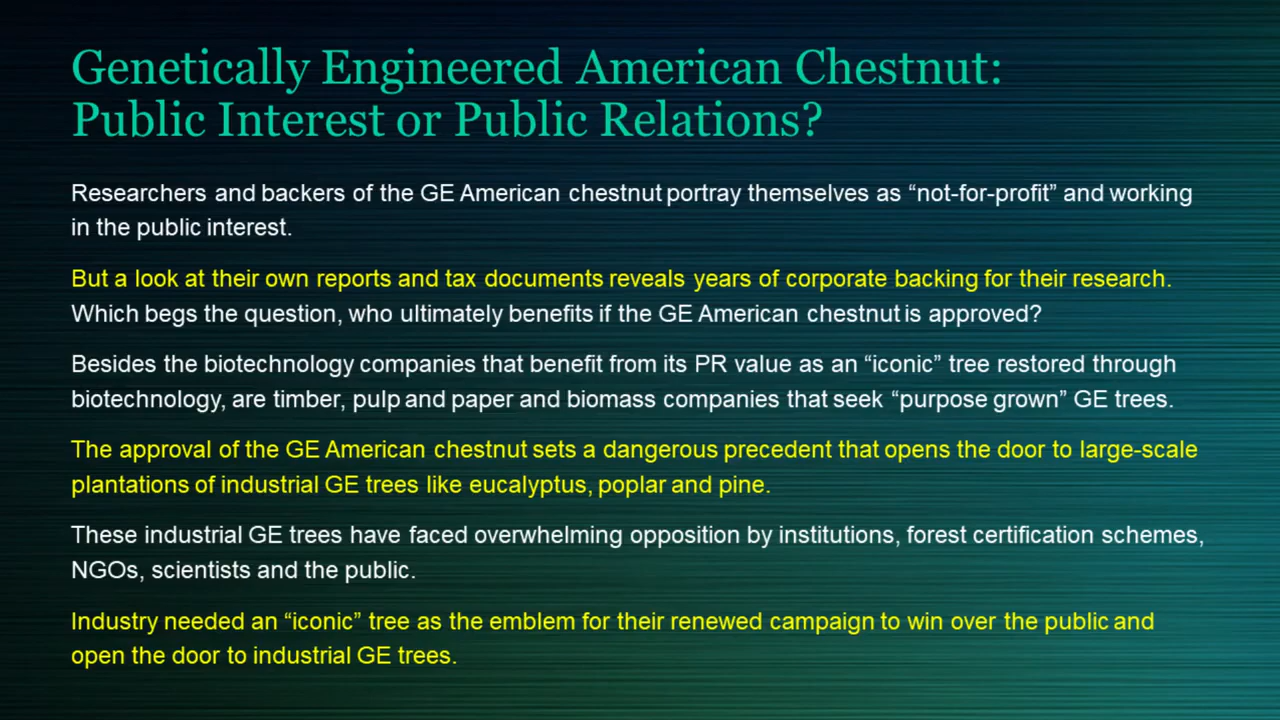 Genetically Engineered American Chestnut:
Public Interest or Public Relations?
Researchers and backers of the GE American chestnut portray themselves as “not-for-profit” and working
in the public interest.
But a look at their own reports and tax documents reveals years of corporate backing for their research.
Which begs the question, who ultimately benefits if the GE American chestnut is approved?
Besides the biotechnology companies that benefit from its PR value as an “iconic” tree restored through
biotechnology, are timber, pulp and paper and biomass companies that seek “purpose grown” GE trees.
The approval of the GE American chestnut sets a dangerous precedent that opens the door to large-scale
plantations of industrial GE trees like eucalyptus, poplar and pine.
These industrial GE trees have faced overwhelming opposition by institutions, forest certification schemes,
NGOs, scientists and the public.
Industry needed an “iconic” tree as the emblem for their renewed campaign to win over the public and
open the door to industrial GE trees.